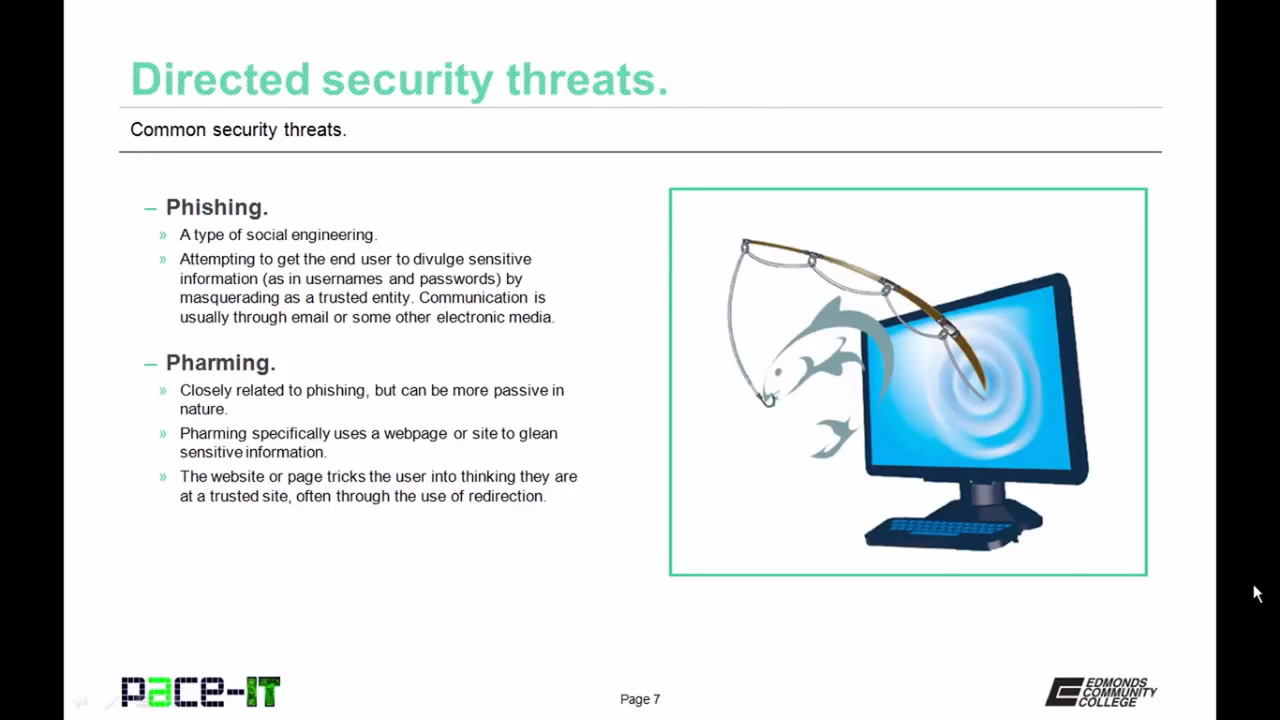 Directed security threats.
Common security threats.
– Phishing.
» A type of social engineering.
» Attempting to get the end user to divulge sensitive
information (as in usernames and passwords) by
masquerading as a trusted entity. Communication is
usually through email or some other electronic media.
– Pharming.
» Closely related to phishing, but can be more passive in
nature.
» Pharming specifically uses a webpage or site to glean
sensitive information.
» The website or page tricks the user into thinking they are
at a trusted site, often through the use of redirection.
pace-IT
Page 7
EDMONDS
COMMUNITY
COLLEGE